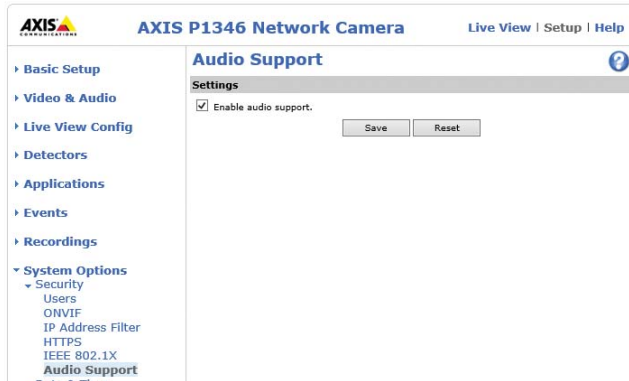 AXIS
COMMUNICATIONS
AXIS P1346 Network Camera
Live View | Setup | Help
Basic Setup
Video & Audio
Live View Config
Detectors
Applications
Events
Recordings
System Options
Security
Users
ONVIF
IP Address Filter
HTTPS
IEEE 802.1X
Audio Support
Audio Support
?
Settings
Enable audio support.
Save Reset